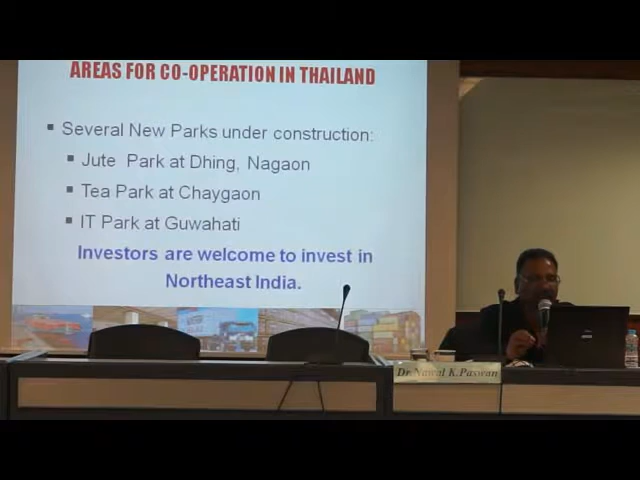 AREAS FOR CO-OPERATION IN THAILAND
Several New Parks under construction:
Jute Park at Dhing, Nagaon
Tea Park at Chaygaon
IT Park at Guwahati
Investors are welcome to invest in
Northeast India.
Dr. Nawal K. Paswan